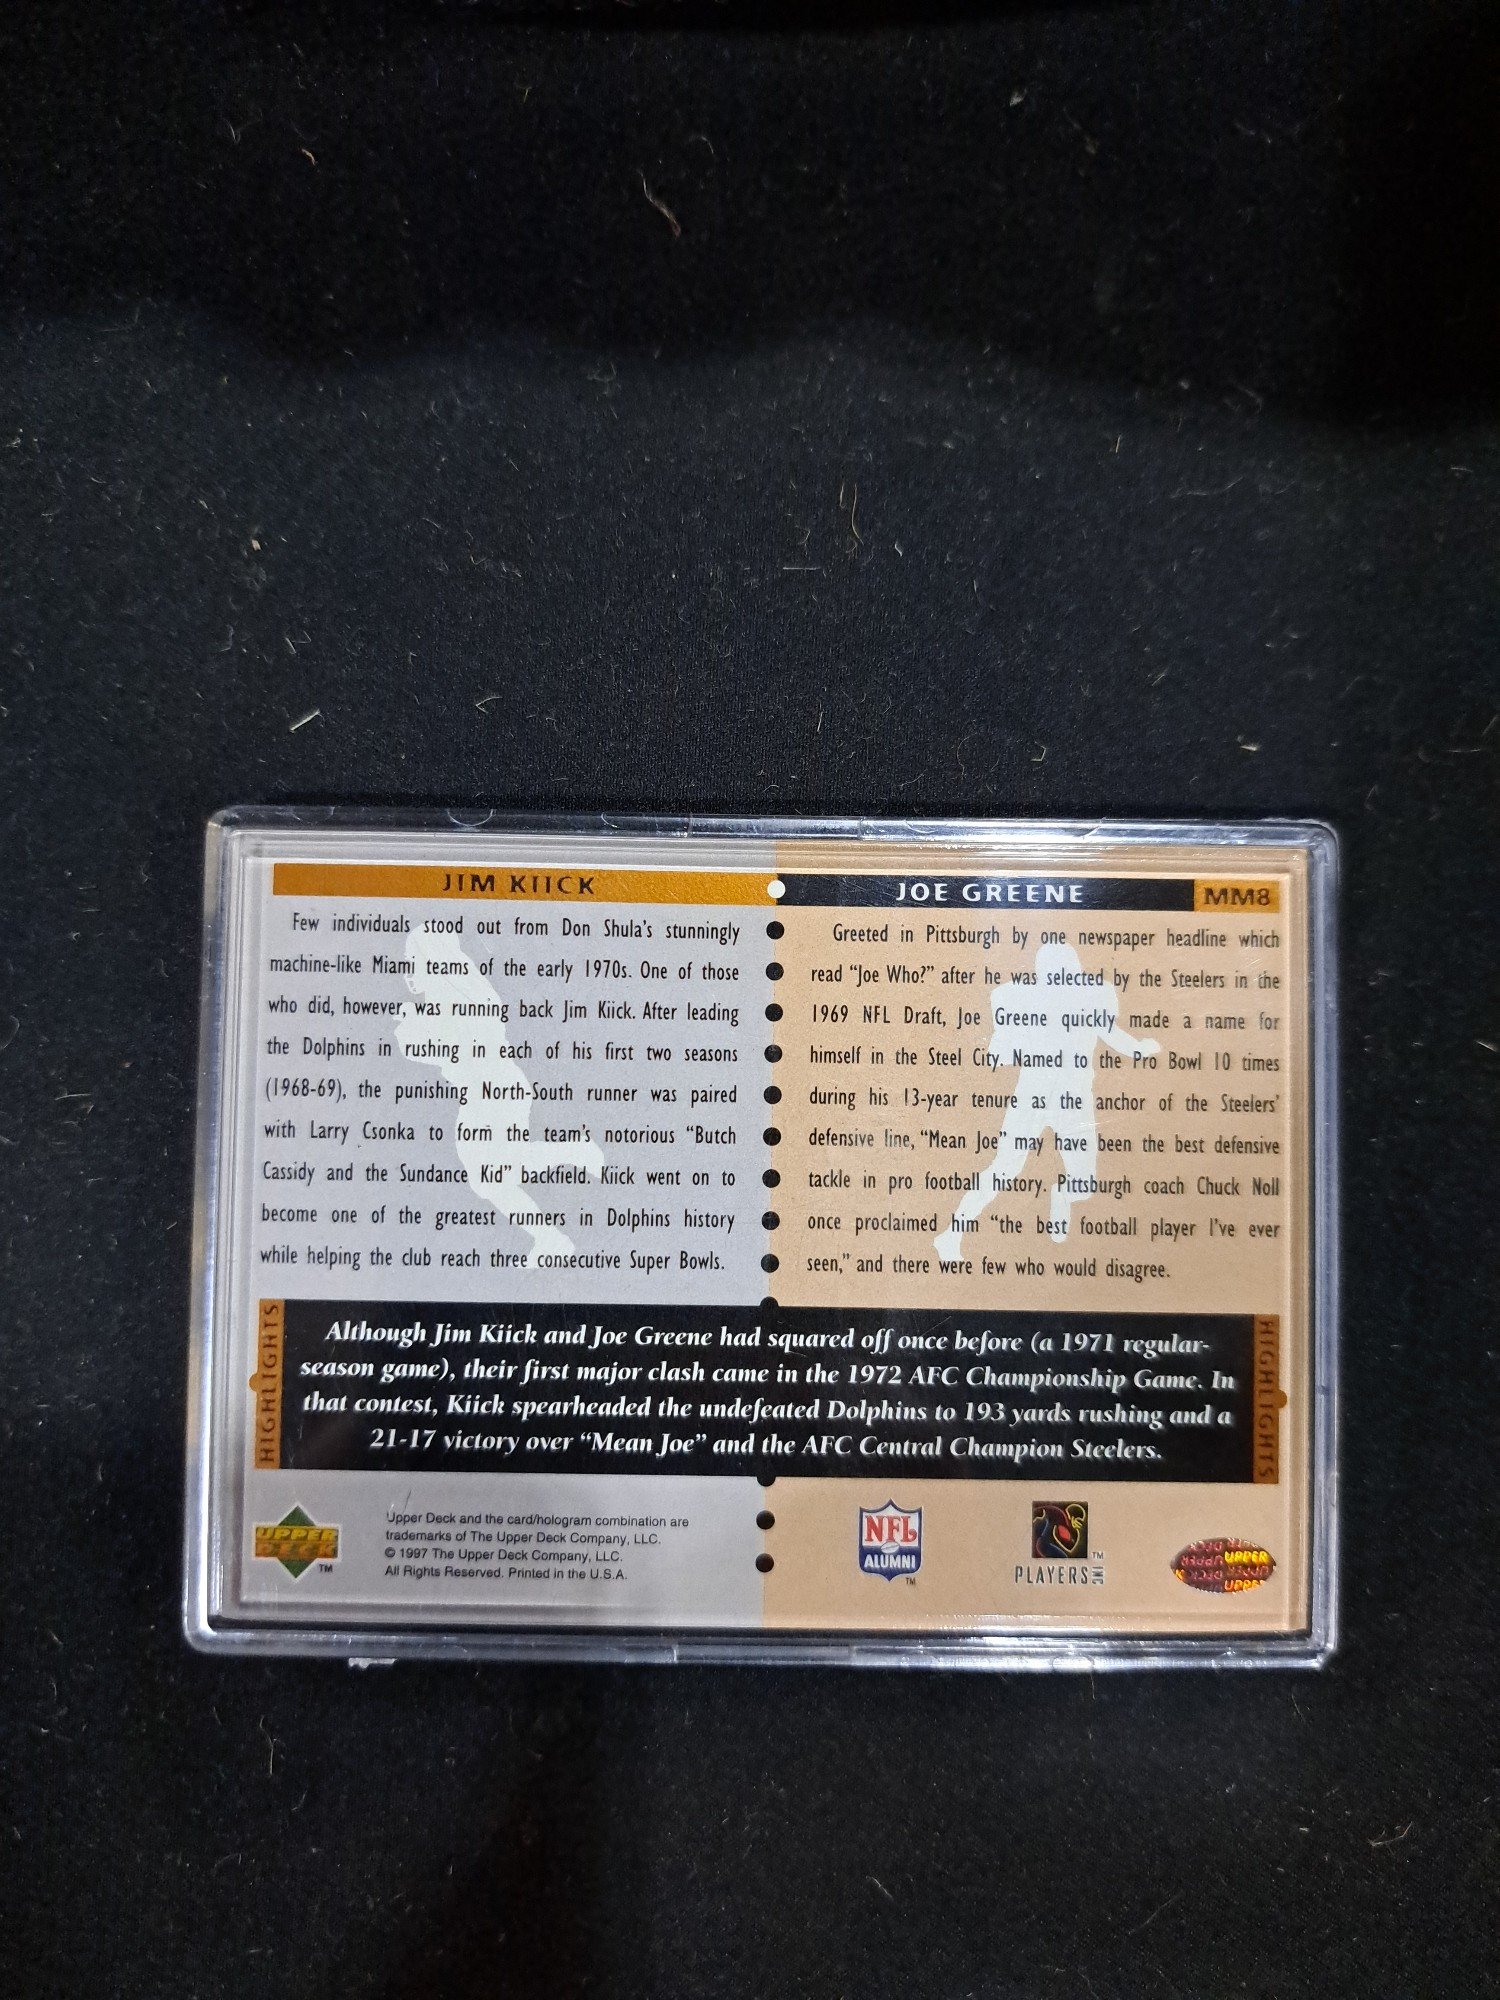 JIM KIICK
Few individuals stood out from Don Shula's stunningly
machine-like Miami teams of the early 1970s. One of those
who did, however, was running back Jim Kiick. After leading
the Dolphins in rushing in each of his first two seasons
(1968-69), the punishing North-South runner was paired
with Larry Csonka to form the team's notorious "Butch
Cassidy and the Sundance Kid" backfield. Kiick went on to
become one of the greatest runners in Dolphins history
while helping the club reach three consecutive Super Bowls.
JOE GREENE
MM8
Greeted in Pittsburgh by one newspaper headline which
read "Joe Who?" after he was selected by the Steelers in the
1969 NFL Draft, Joe Greene quickly made a name for
himself in the Steel City. Named to the Pro Bowl 10 times
during his 13-year tenure as the anchor of the Steelers'
defensive line, "Mean Joe" may have been the best defensive
tackle in pro football history. Pittsburgh coach Chuck Noll
once proclaimed him "the best football player I've ever
seen," and there were few who would disagree.
HIGHLIGHTS
Although Jim Kiick and Joe Greene had squared off once before (a 1971 regular-
season game), their first major clash came in the 1972 AFC Championship Game. In
that contest, Kiick spearheaded the undefeated Dolphins to 193 yards rushing and a
21-17 victory over "Mean Joe" and the AFC Central Champion Steelers.
HIGHLIGHTS
UPPER
DECK
TM
Upper Deck and the card/hologram combination are
trademarks of The Upper Deck Company, LLC.
© 1997 The Upper Deck Company, LLC.
All Rights Reserved. Printed in the U.S.A.
NFL
ALUMNI
TM
PLAYERS INC
TM
UPPER